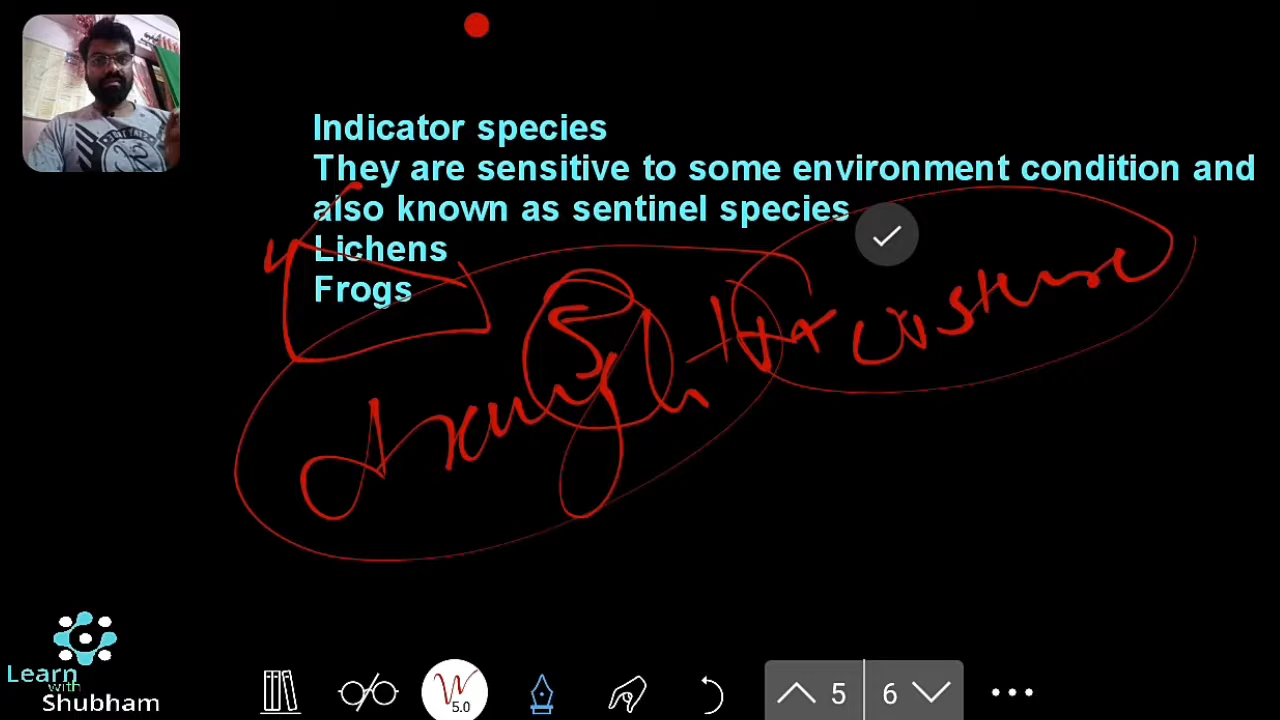 Indicator species
They are sensitive to some environment condition and
also known as sentinel species
Lichens
Frogs
Learn
with
Shubham
5.0
5 6